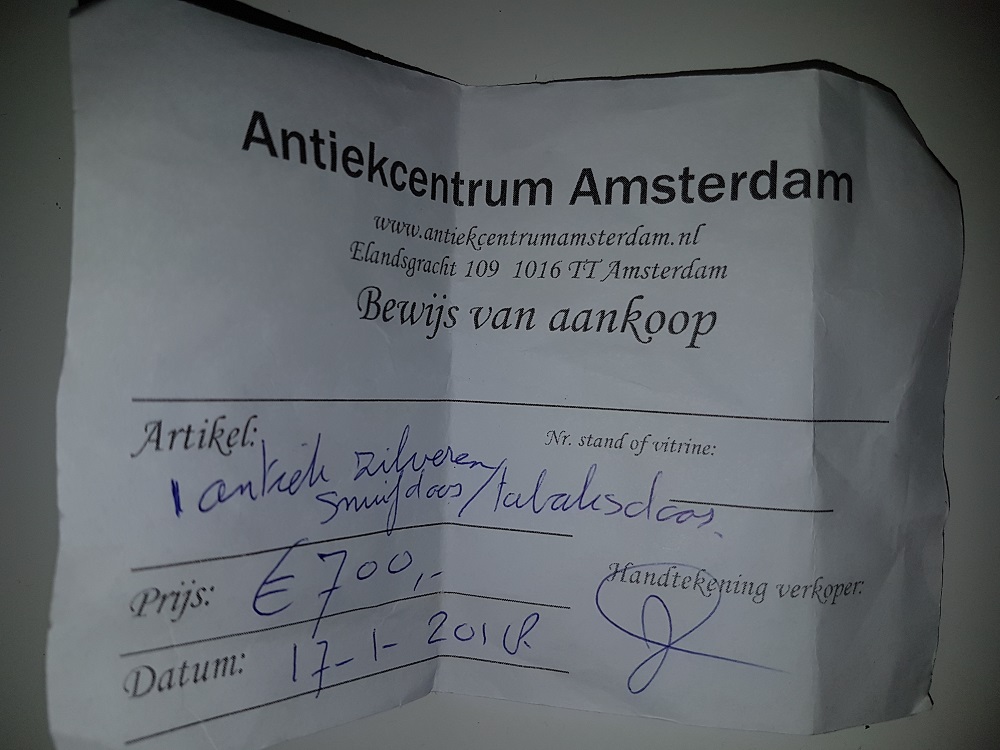 Antiekcentrum Amsterdam
www.antiekcentrumamsterdam.nl
Elandsgracht 109 1016 TT Amsterdam
Bewijs van aankoop
Artikel:
Nr. stand of vitrine:
1 antiek zilveren
snuifdoos/tabaksdoos.
Prijs: € 700,-
Handtekening verkoper:
Datum: 17-1-2018.